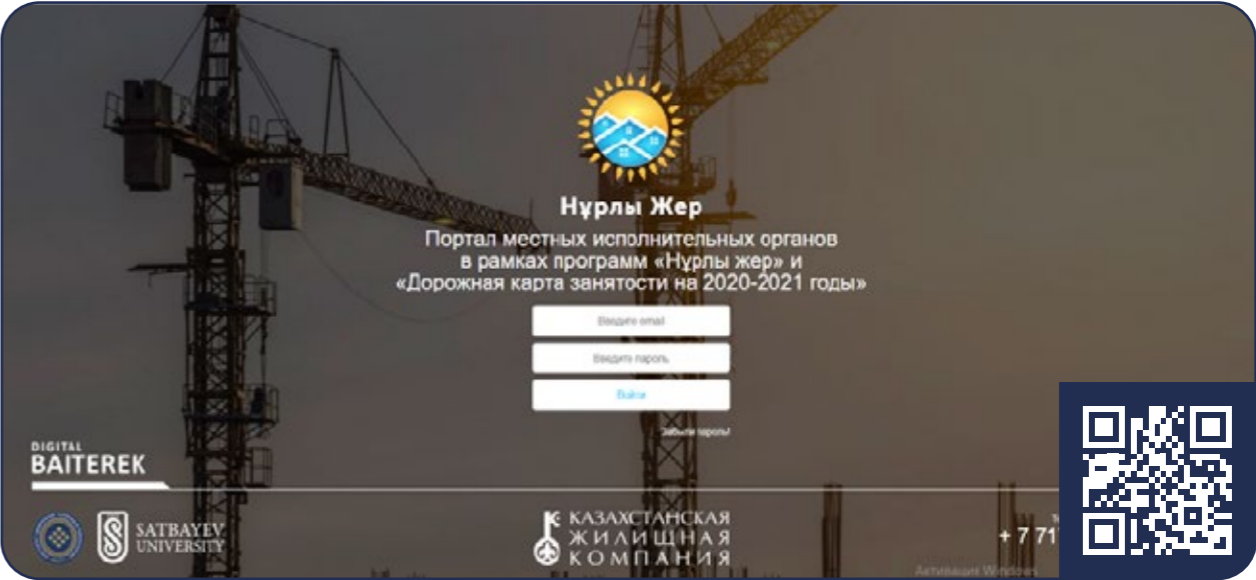 Нұрлы Жер
Портал местных исполнительных органов
в рамках программ «Нұрлы жер» и
«Дорожная карта занятости на 2020-2021 годы»
Введите email
Введите пароль
Войти
Забыли пароль?
DIGITAL
BAITEREK
SATBAYEV
UNIVERSITY
КАЗАХСТАНСКАЯ
ЖИЛИЩНАЯ
КОМПАНИЯ
+ 7 71
Активация Windows